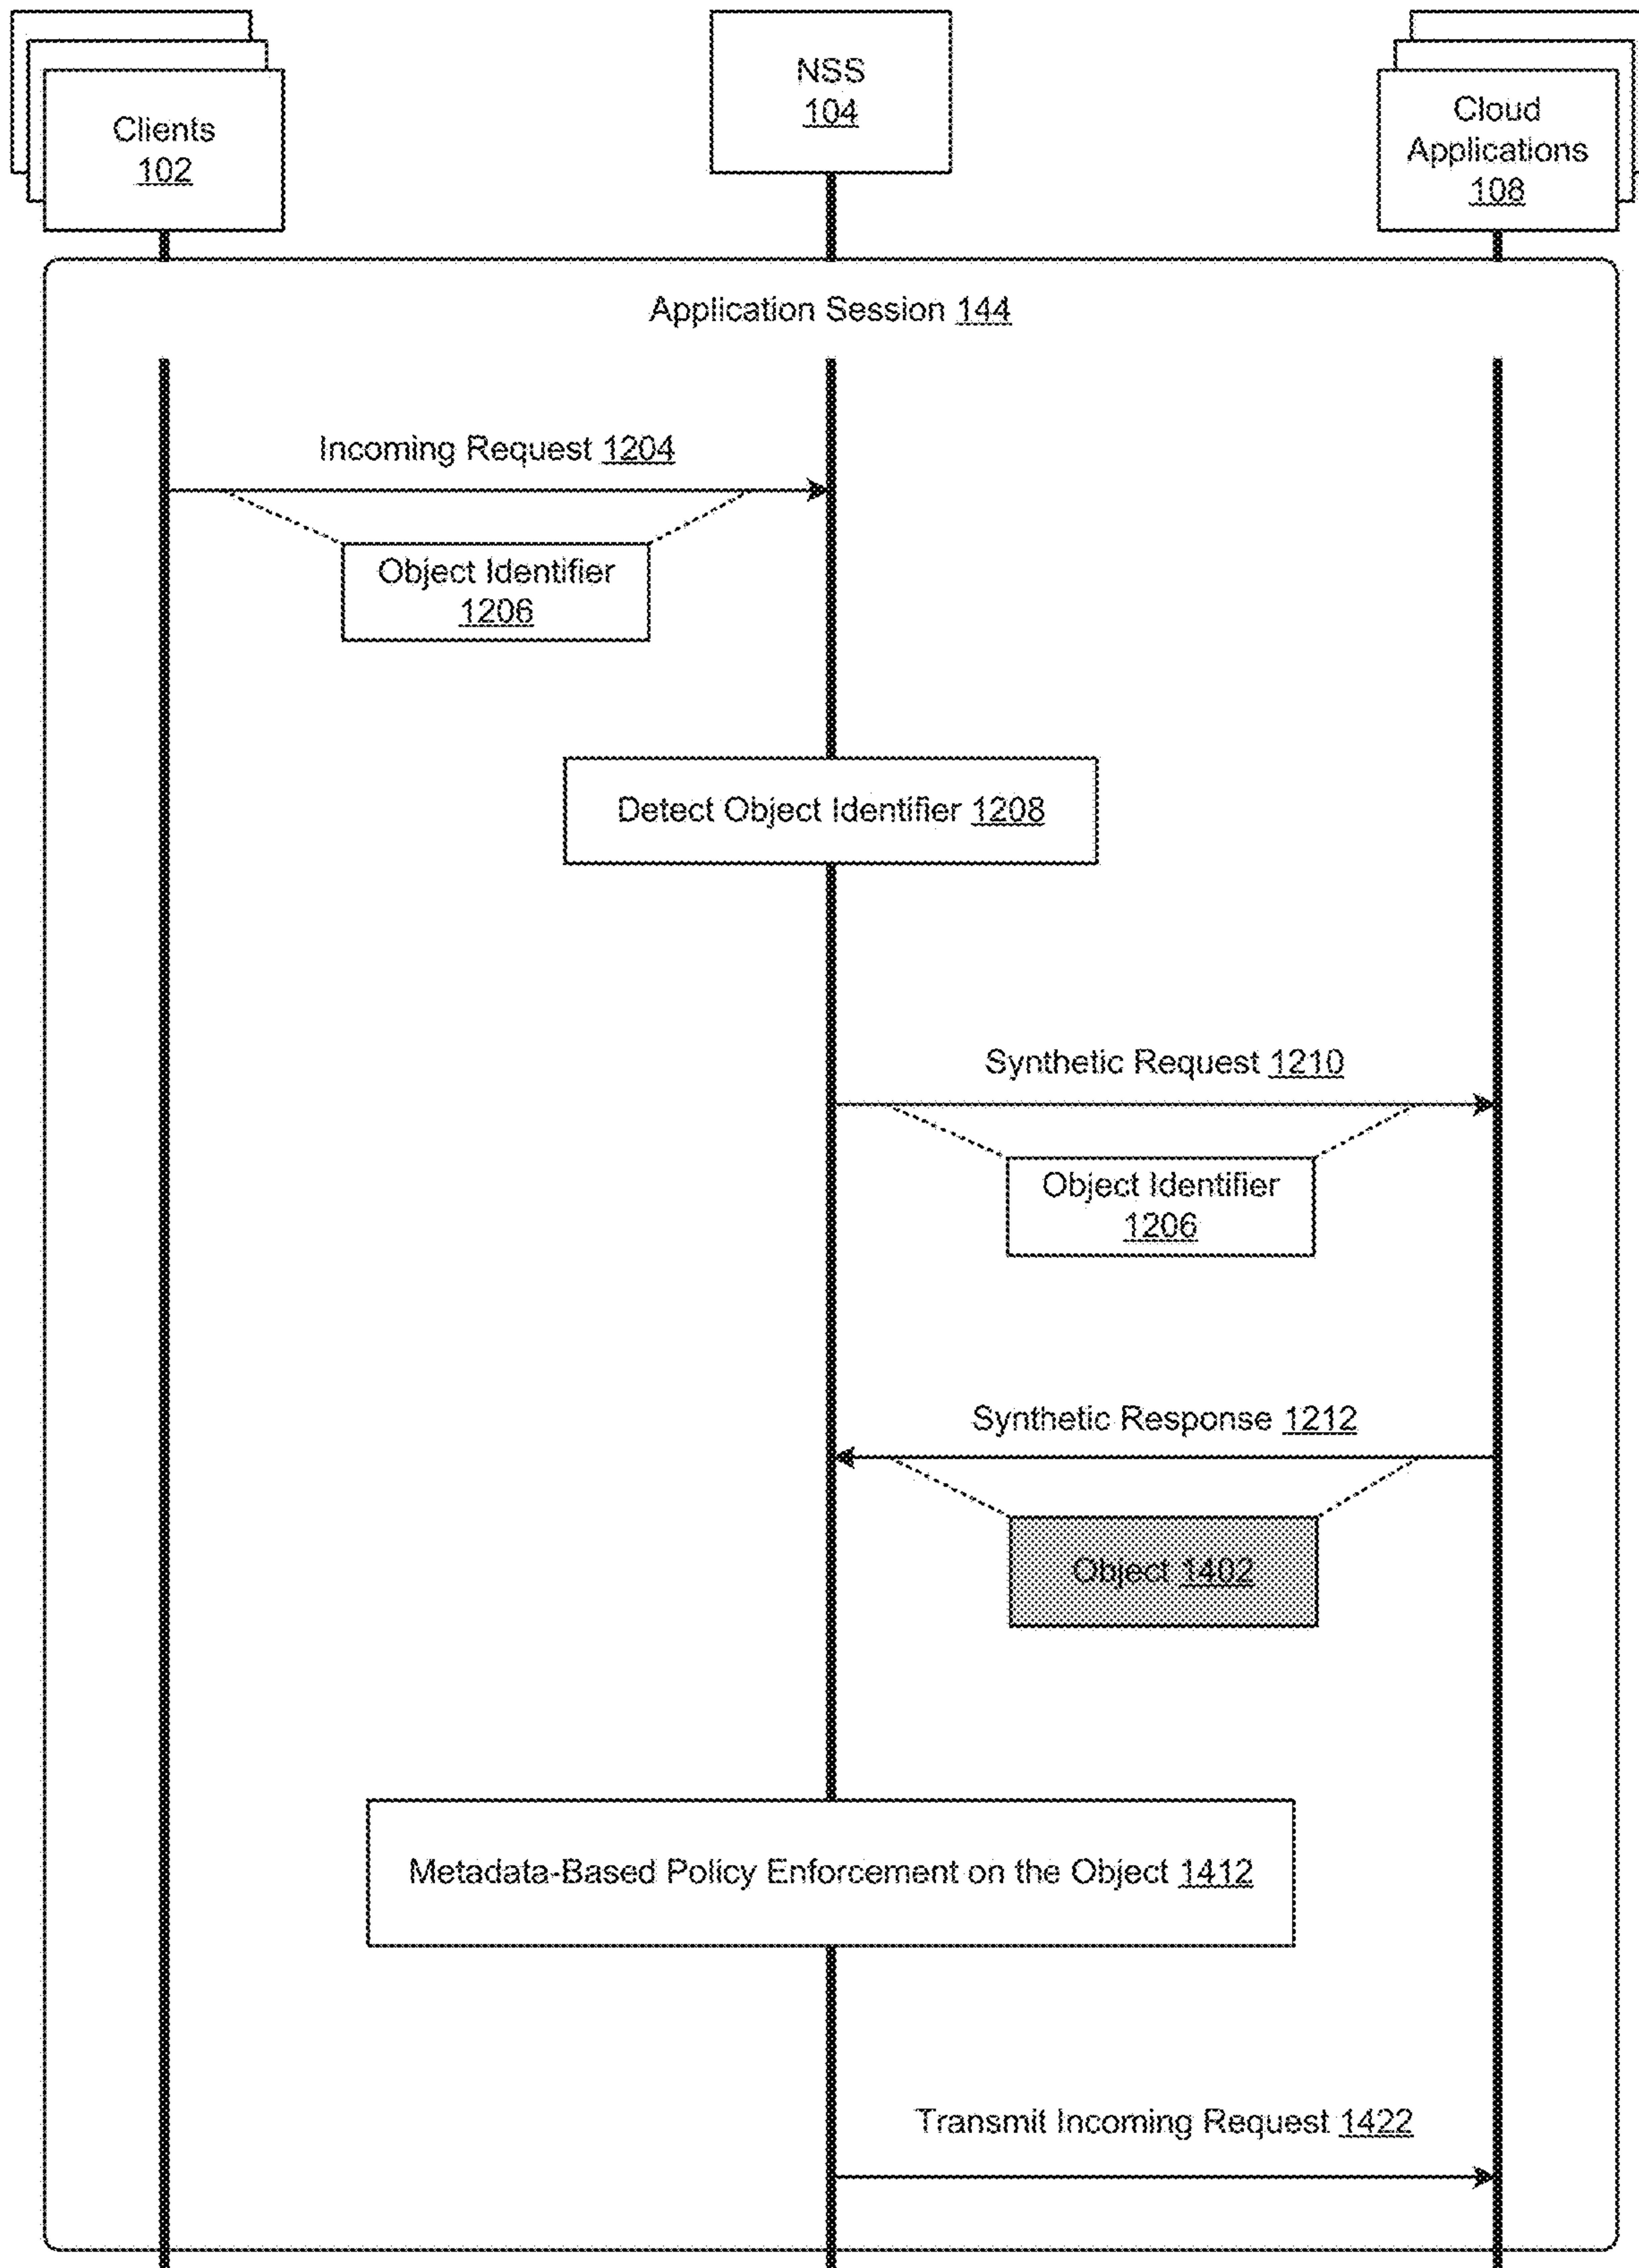 Clients
102
NSS
104
Cloud
Applications
108
Application Session 144
Incoming Request 1204
Object Identifier
1206
Detect Object Identifier 1208
Synthetic Request 1210
Object Identifier
1206
Synthetic Response 1212
Object 1402
Metadata-Based Policy Enforcement on the Object 1412
Transmit Incoming Request 1422